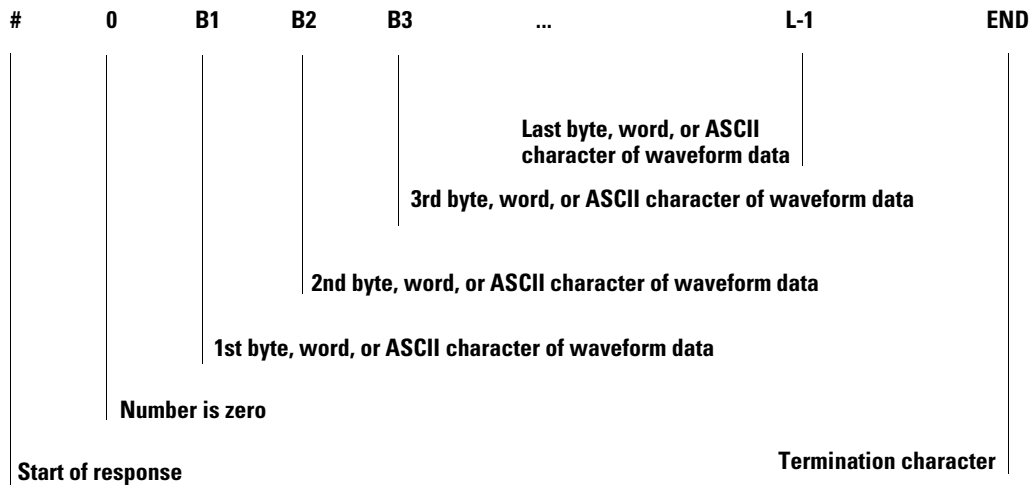 # 0 B1 B2 B3 ... L-1 END
Last byte, word, or ASCII
character of waveform data
3rd byte, word, or ASCII character of waveform data
2nd byte, word, or ASCII character of waveform data
1st byte, word, or ASCII character of waveform data
Number is zero
Termination character
Start of response